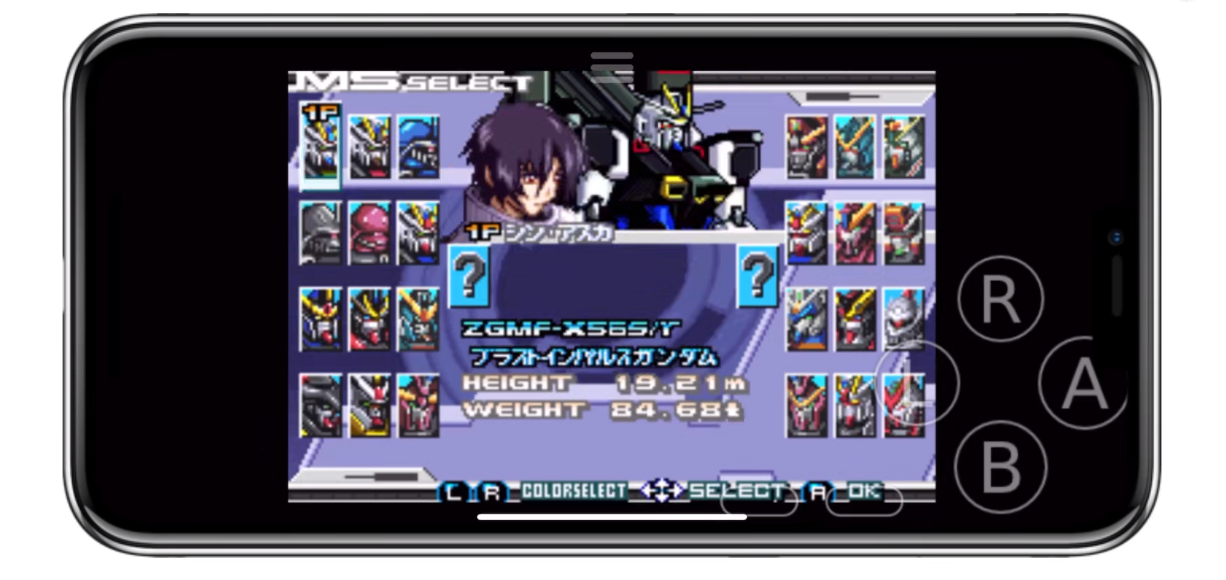 MS SELECT
1P
1P シン・アスカ
? ?
ZGMF-X56S/γ
ブラストインパルスガンダム
HEIGHT 19.21m
WEIGHT 84.68t
L R COLORSELECT SELECT A OK
R
L A
B